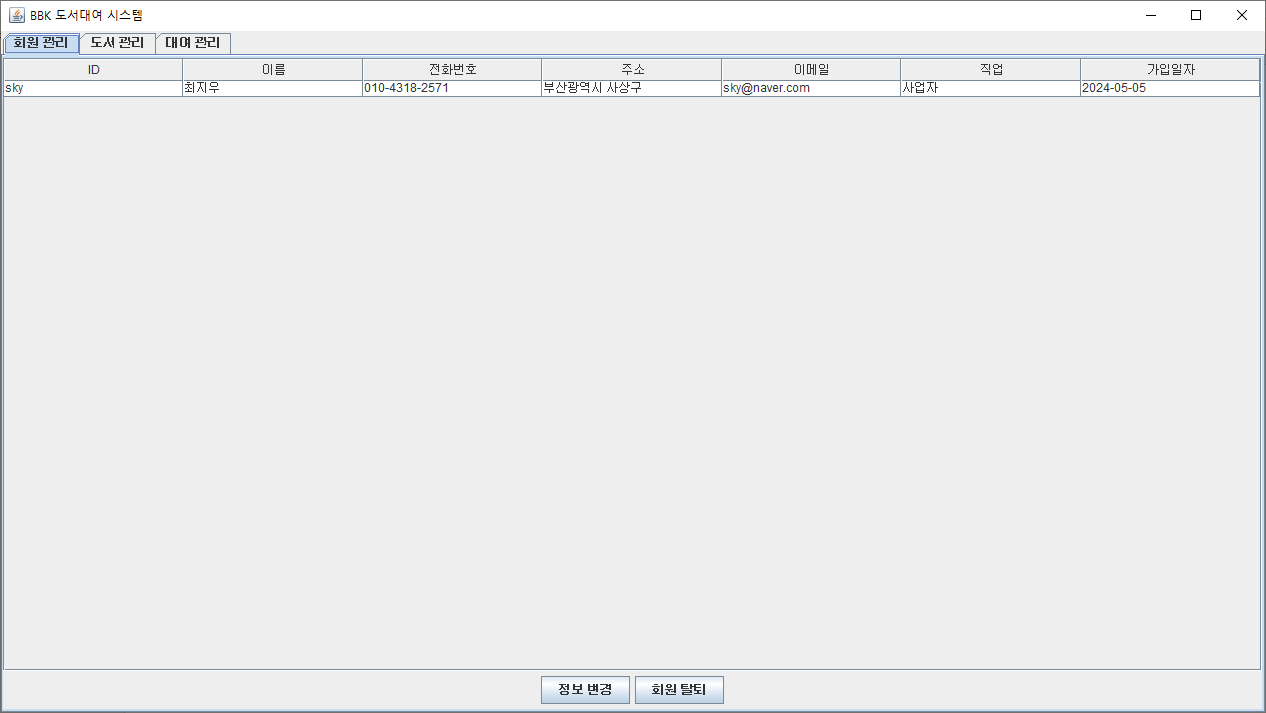 BBK 도서대여 시스템
회원 관리 도서 관리 대여 관리
ID 이름 전화번호 주소 이메일 직업 가입일자
sky 최지우 010-4318-2571 부산광역시 사상구 sky@naver.com 사업자 2024-05-05
정보 변경 회원 탈퇴